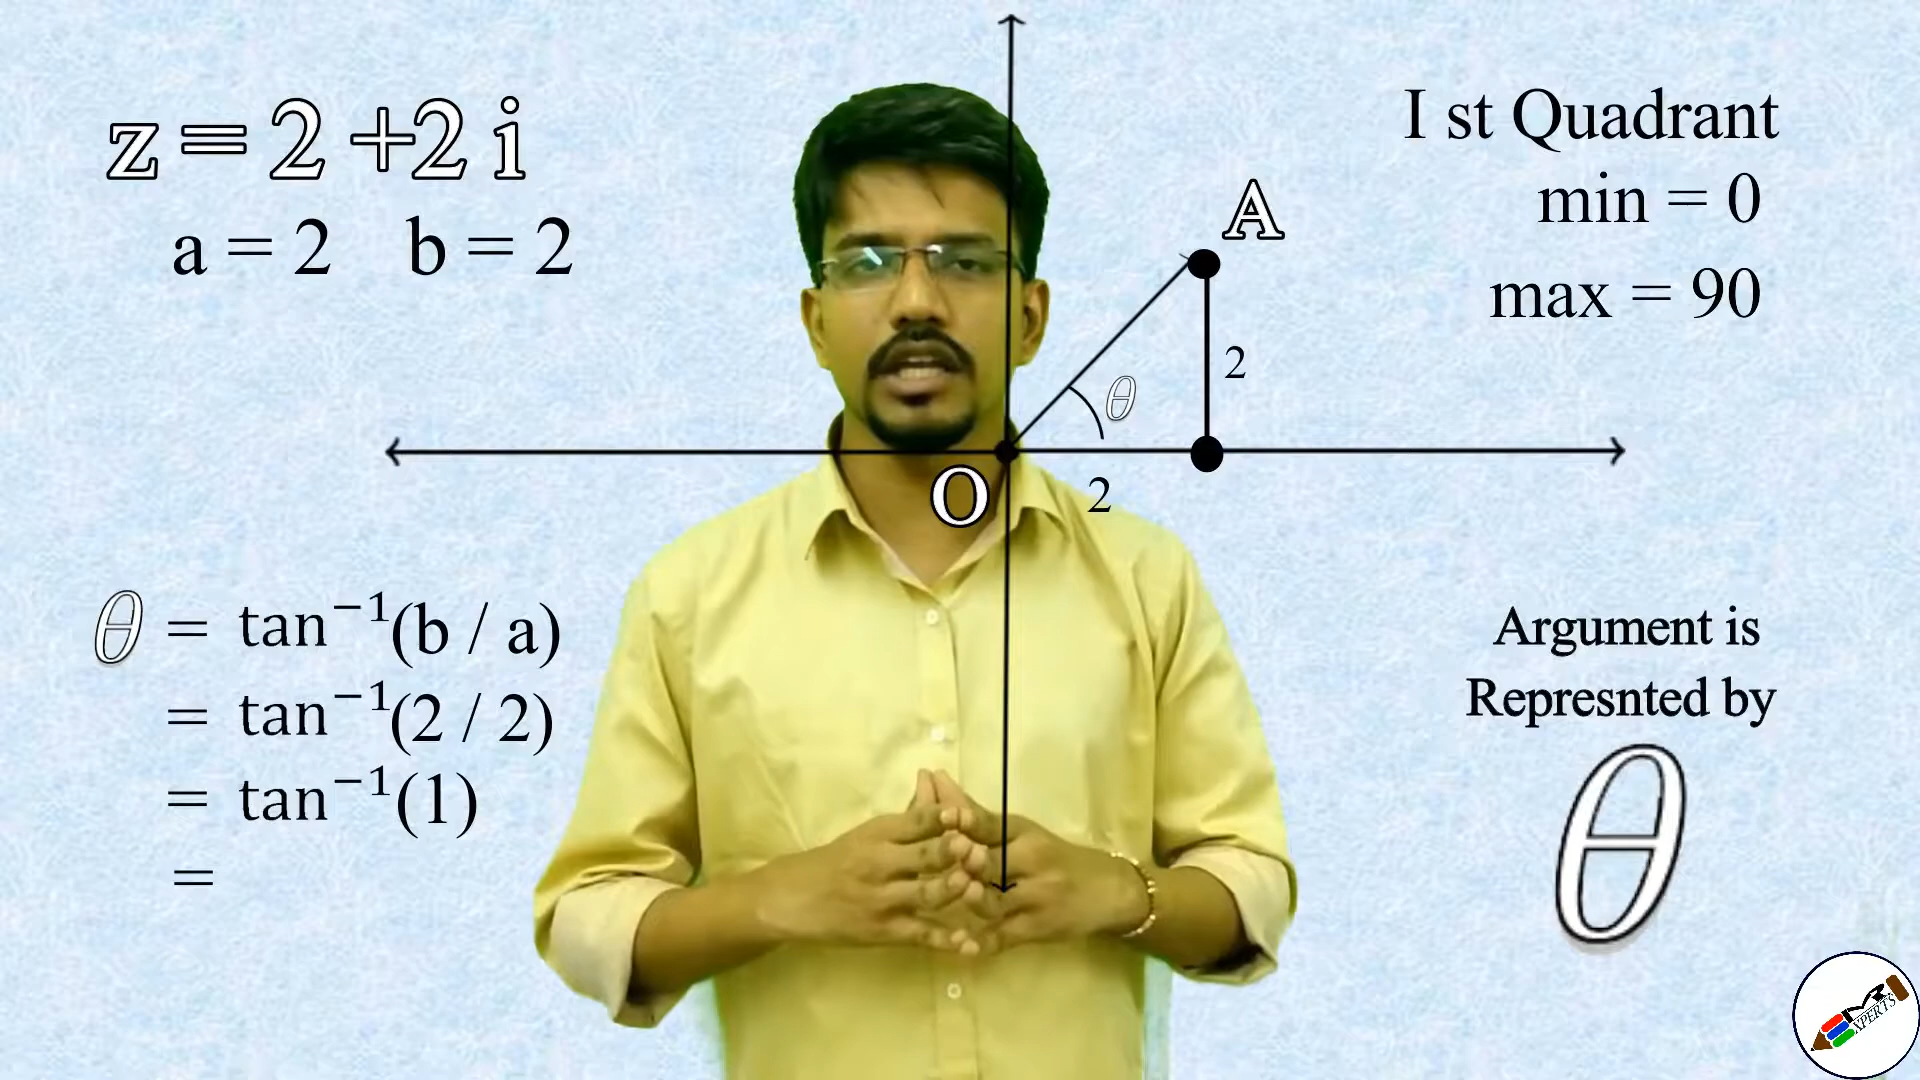 z = 2 +2 i
a = 2 b = 2
I st Quadrant
min = 0
max = 90
A
θ
2
O
2
θ = tan⁻¹(b / a)
= tan⁻¹(2 / 2)
= tan⁻¹(1)
=
Argument is
Represnted by
θ
XPERTS